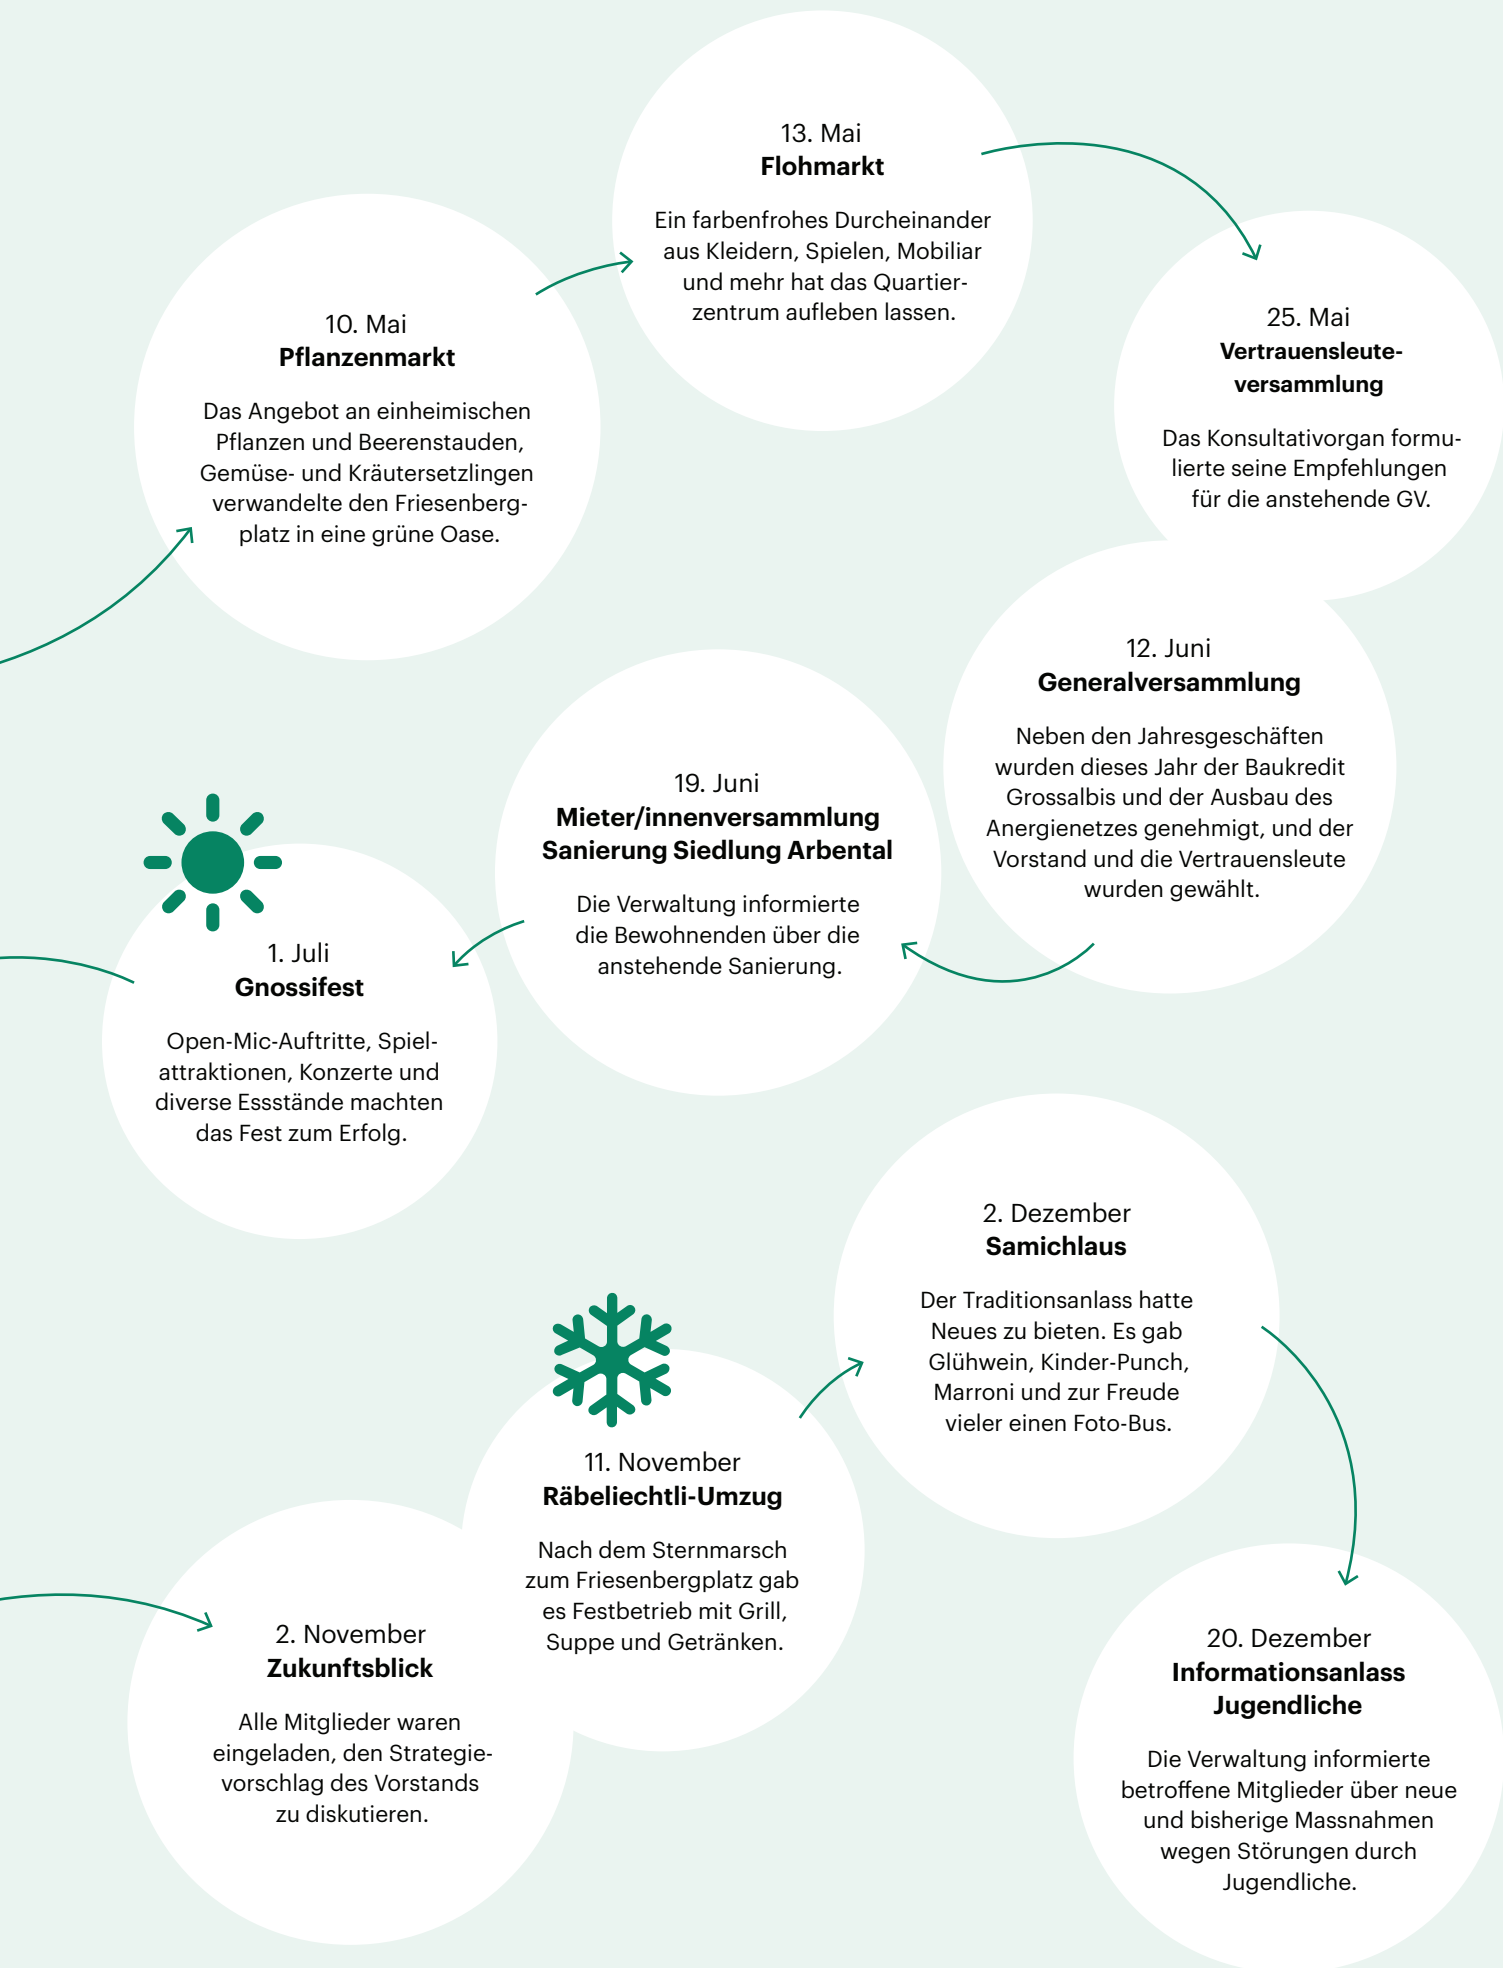 10. Mai
Pflanzenmarkt
Das Angebot an einheimischen
Pflanzen und Beerenstauden,
Gemüse- und Kräutersetzlingen
verwandelte den Friesenberg-
platz in eine grüne Oase.
13. Mai
Flohmarkt
Ein farbenfrohes Durcheinander
aus Kleidern, Spielen, Mobiliar
und mehr hat das Quartier-
zentrum aufleben lassen.
25. Mai
Vertrauensleute-
versammlung
Das Konsultativorgan formu-
lierte seine Empfehlungen
für die anstehende GV.
12. Juni
Generalversammlung
Neben den Jahresgeschäften
wurden dieses Jahr der Baukredit
Grossalbis und der Ausbau des
Anergienetzes genehmigt, und der
Vorstand und die Vertrauensleute
wurden gewählt.
19. Juni
Mieter/innenversammlung
Sanierung Siedlung Arbental
Die Verwaltung informierte
die Bewohnenden über die
anstehende Sanierung.
1. Juli
Gnossifest
Open-Mic-Auftritte, Spiel-
attraktionen, Konzerte und
diverse Essstände machten
das Fest zum Erfolg.
2. November
Zukunftsblick
Alle Mitglieder waren
eingeladen, den Strategie-
vorschlag des Vorstands
zu diskutieren.
11. November
Räbeliechtli-Umzug
Nach dem Sternmarsch
zum Friesenbergplatz gab
es Festbetrieb mit Grill,
Suppe und Getränken.
2. Dezember
Samichlaus
Der Traditionsanlass hatte
Neues zu bieten. Es gab
Glühwein, Kinder-Punch,
Marroni und zur Freude
vieler einen Foto-Bus.
20. Dezember
Informationsanlass
Jugendliche
Die Verwaltung informierte
betroffene Mitglieder über neue
und bisherige Massnahmen
wegen Störungen durch
Jugendliche.